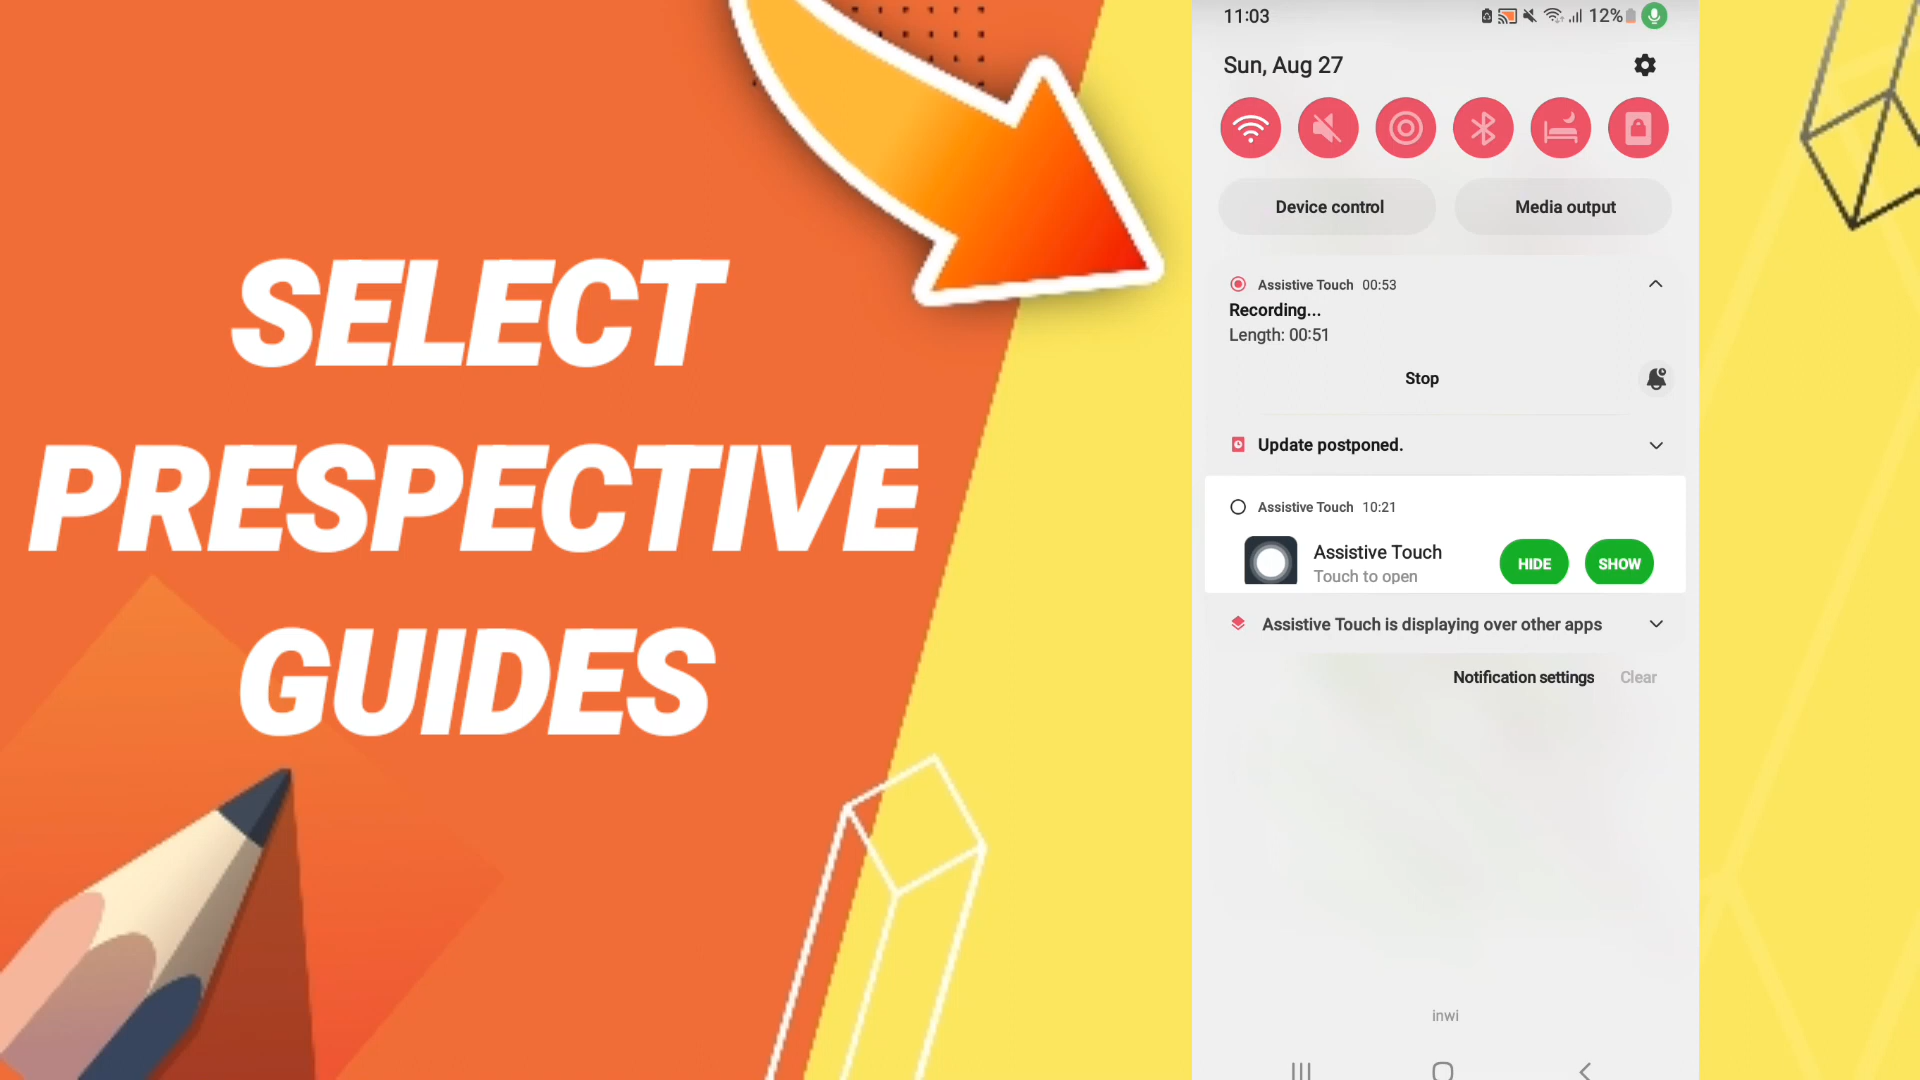 SELECT
PRESPECTIVE
GUIDES
11:03
12%
Sun, Aug 27
Device control
Media output
Assistive Touch 00:53
Recording...
Length: 00:51
Stop
Update postponed.
Assistive Touch 10:21
Assistive Touch
Touch to open
HIDE
SHOW
Assistive Touch is displaying over other apps
Notification settings
Clear
inwi